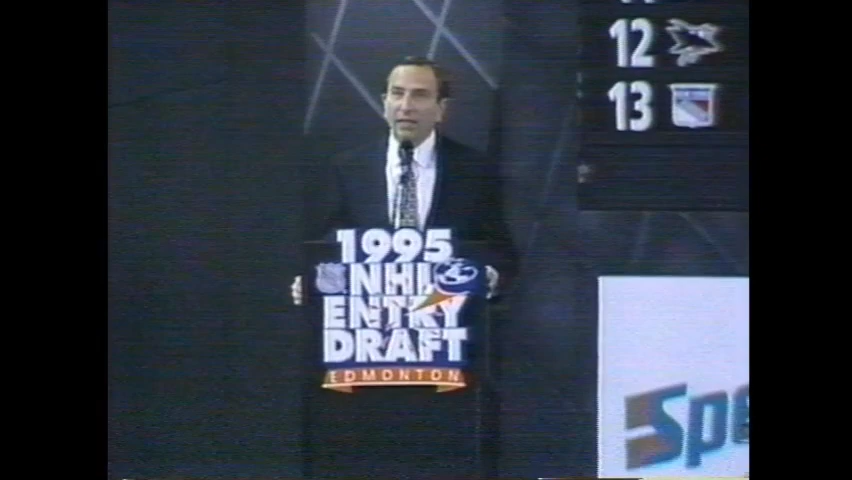 12
13
1995
NHL
ENTRY
DRAFT
EDMONTON
Spe